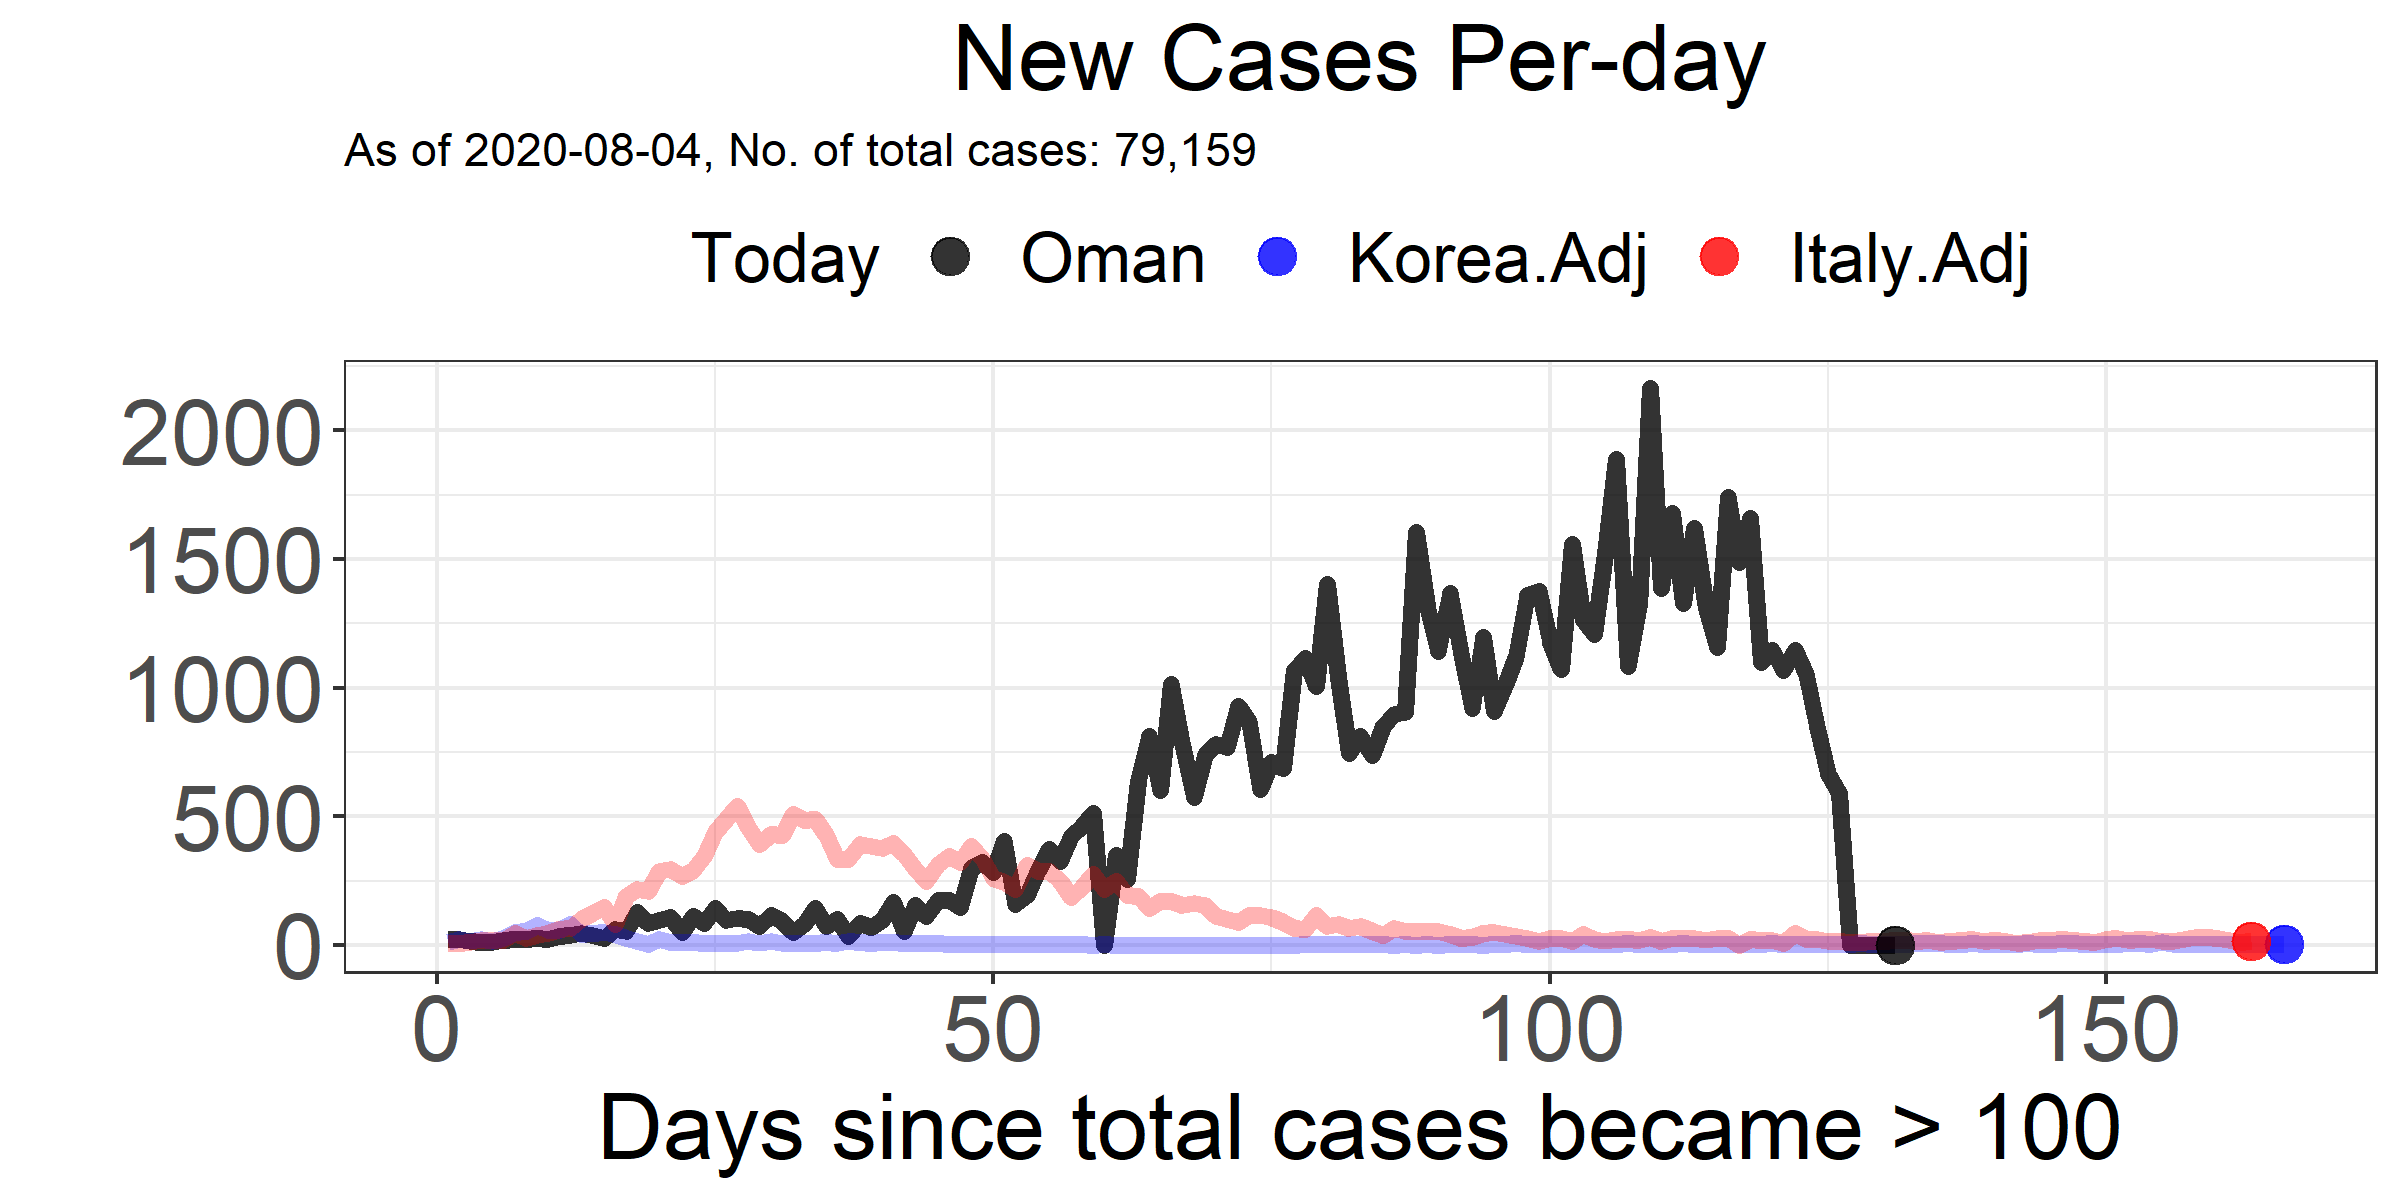 New Cases Per-day
As of 2020-08-04, No. of total cases: 79,159
Today Oman Korea.Adj Italy.Adj
2000
1500
1000
500
0
0 50 100 150
Days since total cases became > 100